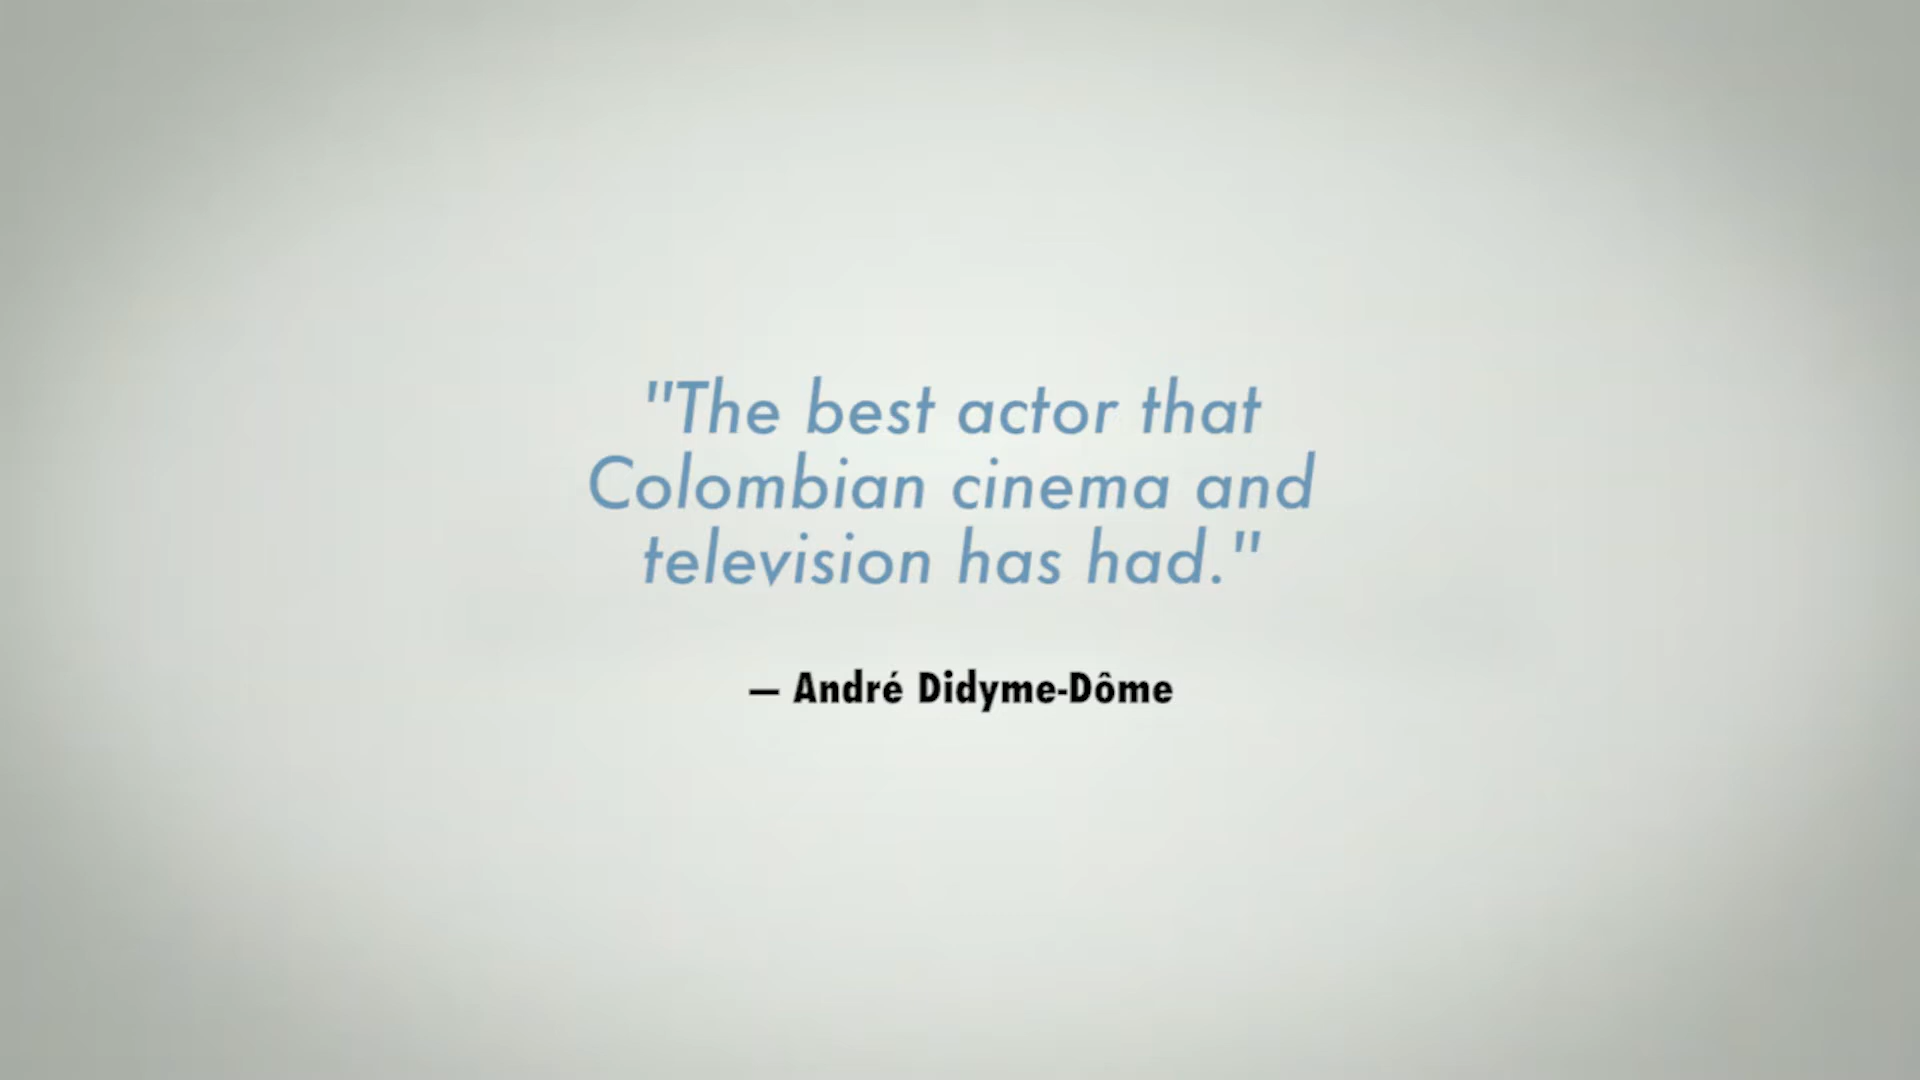 "The best actor that
Colombian cinema and
television has had."
— André Didyme-Dôme